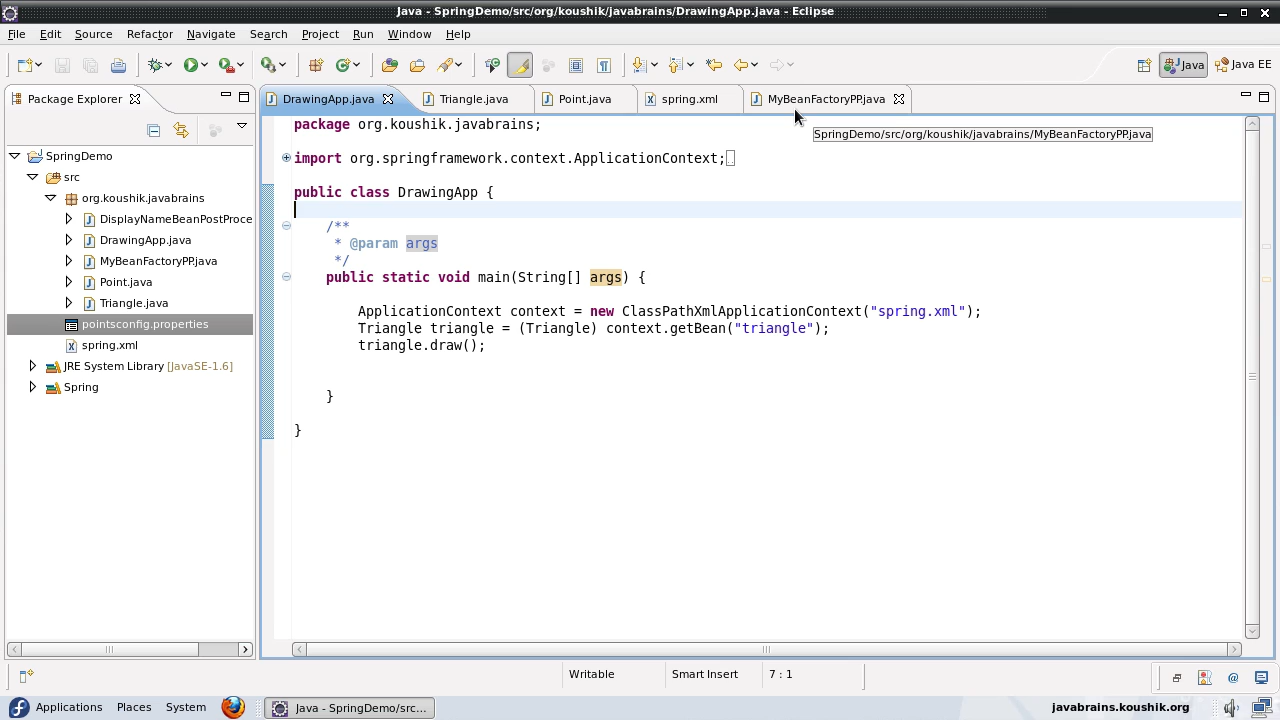 Java - SpringDemo/src/org/koushik/javabrains/DrawingApp.java - Eclipse
File Edit Source Refactor Navigate Search Project Run Window Help
Java Java EE
Package Explorer
DrawingApp.java Triangle.java Point.java spring.xml MyBeanFactoryPP.java
SpringDemo/src/org/koushik/javabrains/MyBeanFactoryPP.java
SpringDemo
src
org.koushik.javabrains
DisplayNameBeanPostProce
DrawingApp.java
MyBeanFactoryPP.java
Point.java
Triangle.java
pointsconfig.properties
spring.xml
JRE System Library [JavaSE-1.6]
Spring
package org.koushik.javabrains;
import org.springframework.context.ApplicationContext;
public class DrawingApp {
/**
* @param args
*/
public static void main(String[] args) {
ApplicationContext context = new ClassPathXmlApplicationContext("spring.xml");
Triangle triangle = (Triangle) context.getBean("triangle");
triangle.draw();
}
}
Writable Smart Insert 7 : 1
Applications Places System Java - SpringDemo/src... javabrains.koushik.org